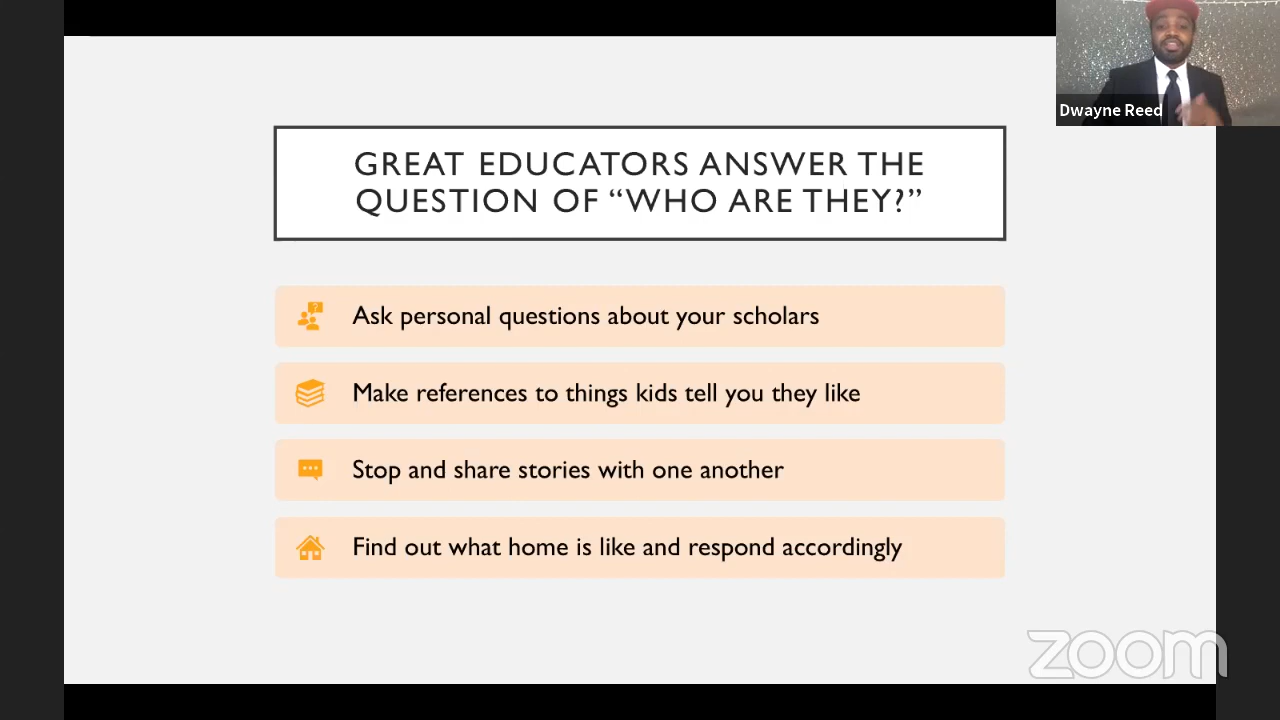 Dwayne Reed
GREAT EDUCATORS ANSWER THE
QUESTION OF “WHO ARE THEY?”
?
Ask personal questions about your scholars
Make references to things kids tell you they like
Stop and share stories with one another
Find out what home is like and respond accordingly
zoom